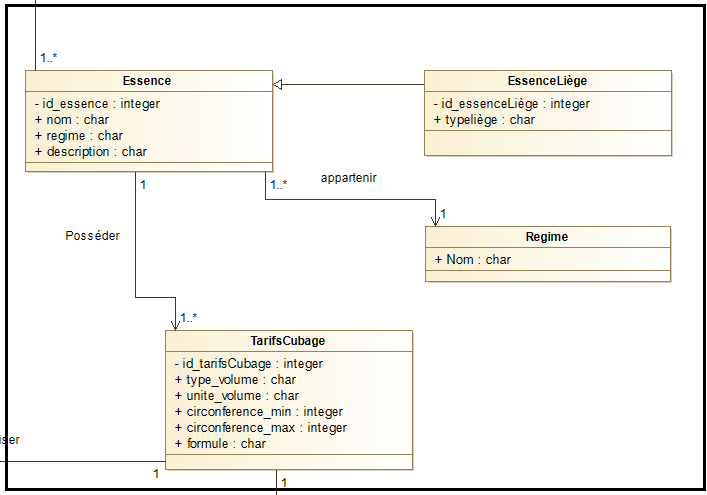 1..*
Essence
- id_essence : integer
+ nom : char
+ regime : char
+ description : char
EssenceLiège
- id_essenceLiège : integer
+ typeliège : char
1
1..*
appartenir
1
Posséder
Regime
+ Nom : char
1..*
TarifsCubage
- id_tarifsCubage : integer
+ type_volume : char
+ unite_volume : char
+ circonference_min : integer
+ circonference_max : integer
+ formule : char
iser
1
1